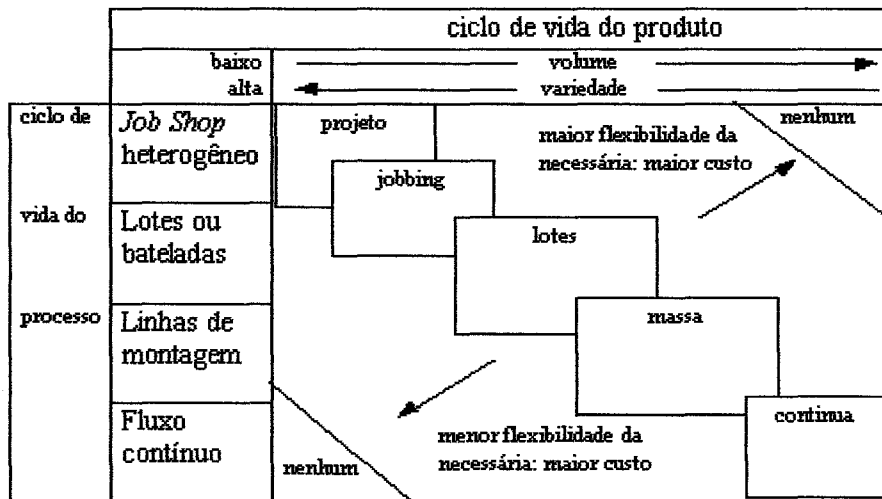 ciclo de vida do produto
baixo volume
alta variedade
ciclo de
vida do
processo
Job Shop
heterogêneo
Lotes ou
bateladas
Linhas de
montagem
Fluxo
contínuo
projeto
jobbing
lotes
massa
continua
maior flexibilidade da
necessária: maior custo
nenhum
menor flexibilidade da
necessária: maior custo
nenhum